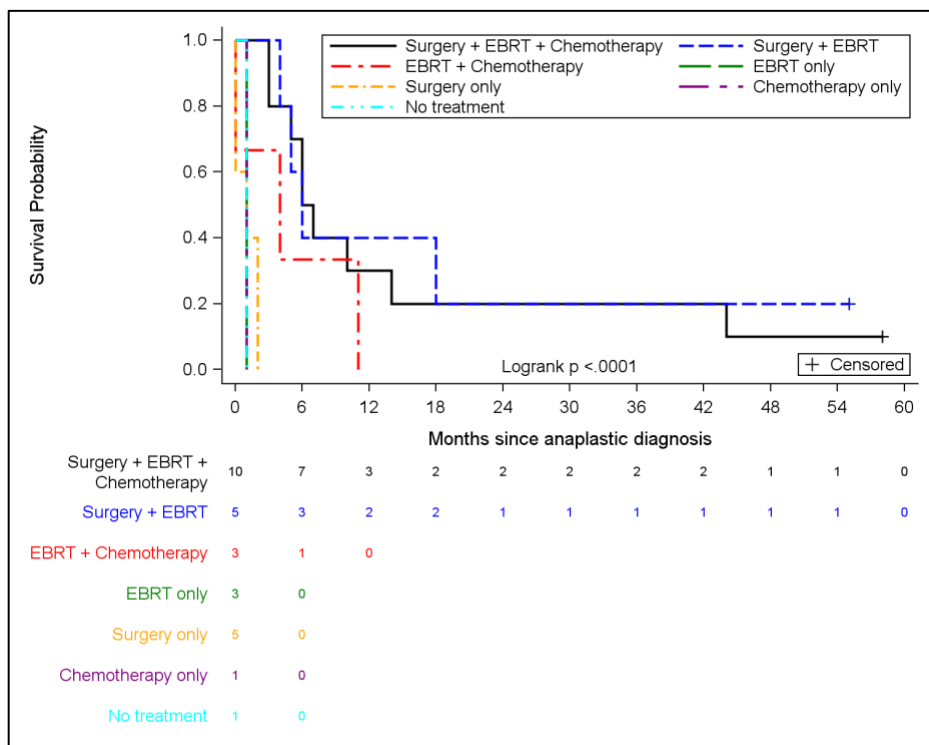 1.0
0.8
0.6
0.4
0.2
0.0
Survival Probability
Surgery + EBRT + Chemotherapy
Surgery + EBRT
EBRT + Chemotherapy
EBRT only
Surgery only
Chemotherapy only
No treatment
Logrank p <.0001
+ Censored
0 6 12 18 24 30 36 42 48 54 60
Months since anaplastic diagnosis
Surgery + EBRT +
Chemotherapy
10 7 3 2 2 2 2 2 1 1 0
Surgery + EBRT 5 3 2 2 1 1 1 1 1 1 0
EBRT + Chemotherapy 3 1 0
EBRT only 3 0
Surgery only 5 0
Chemotherapy only 1 0
No treatment 1 0